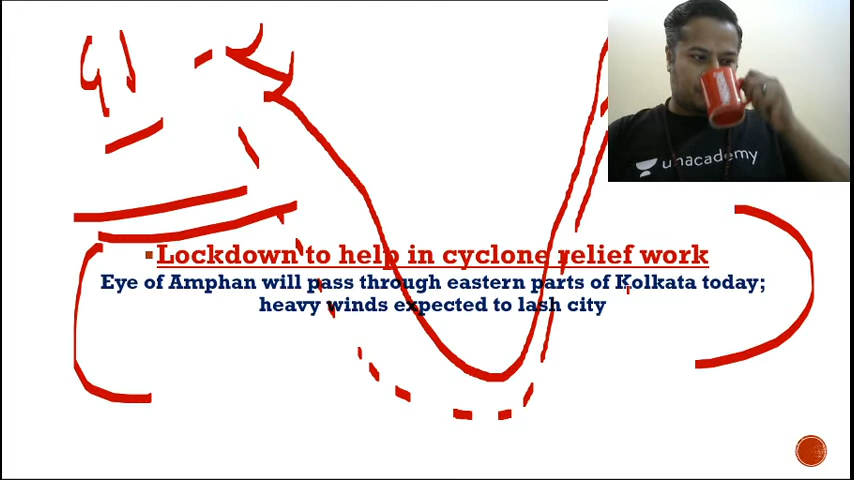 unacademy
Lockdown to help in cyclone relief work
Eye of Amphan will pass through eastern parts of Kolkata today;
heavy winds expected to lash city